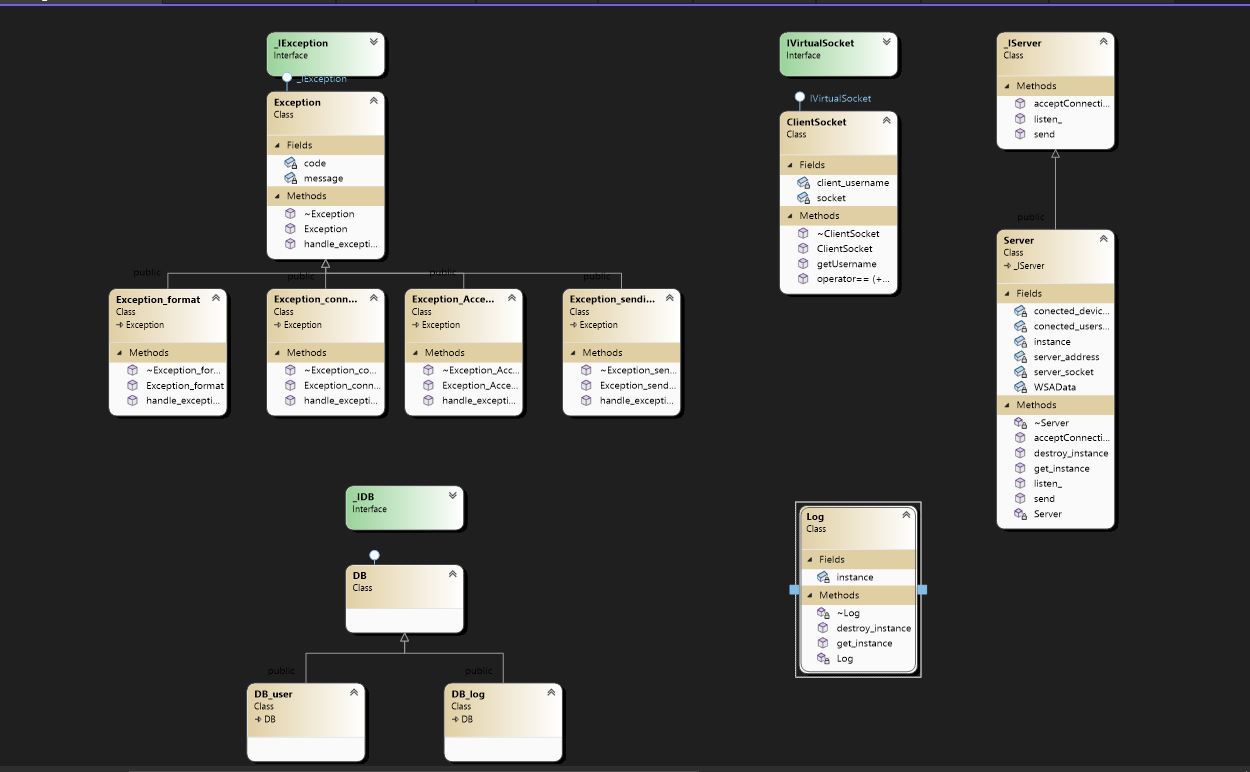 _IException
Interface
_IException
Exception
Class
Fields
code
message
Methods
~Exception
Exception
handle_excepti...
public
public
public
public
Exception_format
Class
Exception
Methods
~Exception_for...
Exception_format
handle_excepti...
Exception_conn...
Class
Exception
Methods
~Exception_co...
Exception_conn...
handle_excepti...
Exception_Acce...
Class
Exception
Methods
~Exception_Acc...
Exception_Acce...
handle_excepti...
Exception_sendi...
Class
Exception
Methods
~Exception_sen...
Exception_send...
handle_excepti...
IVirtualSocket
Interface
IVirtualSocket
ClientSocket
Class
Fields
client_username
socket
Methods
~ClientSocket
ClientSocket
getUsername
operator== (+...
_IServer
Class
Methods
acceptConnecti...
listen_
send
public
Server
Class
_IServer
Fields
conected_devic...
conected_users...
instance
server_address
server_socket
WSAData
Methods
~Server
acceptConnecti...
destroy_instance
get_instance
listen_
send
Server
_IDB
Interface
DB
Class
public
public
DB_user
Class
DB
DB_log
Class
DB
Log
Class
Fields
instance
Methods
~Log
destroy_instance
get_instance
Log